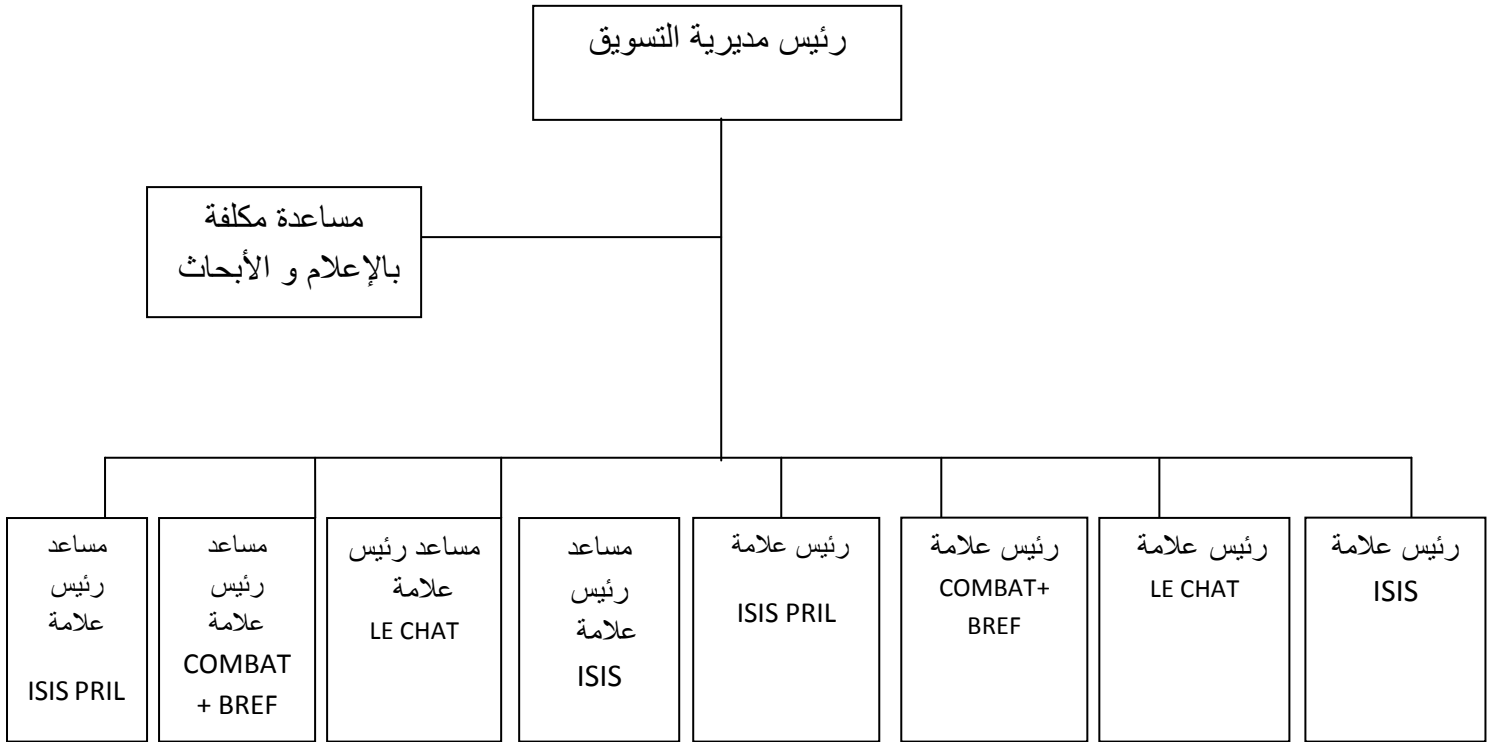 رئيس مديرية التسويق
مساعدة مكلفة
بالإعلام و الأبحاث
رئيس علامة
ISIS
رئيس علامة
LE CHAT
رئيس علامة
COMBAT+
BREF
رئيس علامة
ISIS PRIL
مساعد
رئيس
علامة
ISIS
مساعد رئيس
علامة
LE CHAT
مساعد
رئيس
علامة
COMBAT
+ BREF
مساعد
رئيس
علامة
ISIS PRIL